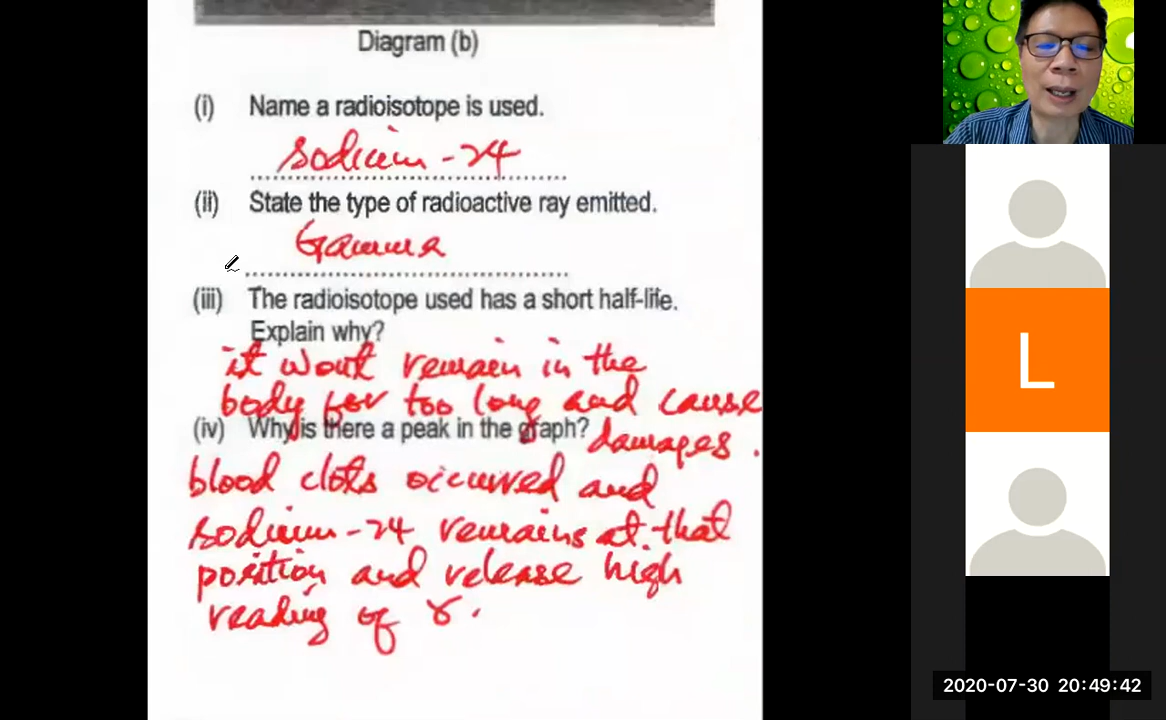 Diagram (b)
(i) Name a radioisotope is used.
Sodium-24
(ii) State the type of radioactive ray emitted.
Gamma
(iii) The radioisotope used has a short half-life.
Explain why?
it wont remain in the
body for too long and cause
damages.
(iv) Why is there a peak in the graph?
blood clots occurred and
sodium-24 remains at that
position and release high
reading of γ.
L
2020-07-30 20:49:42